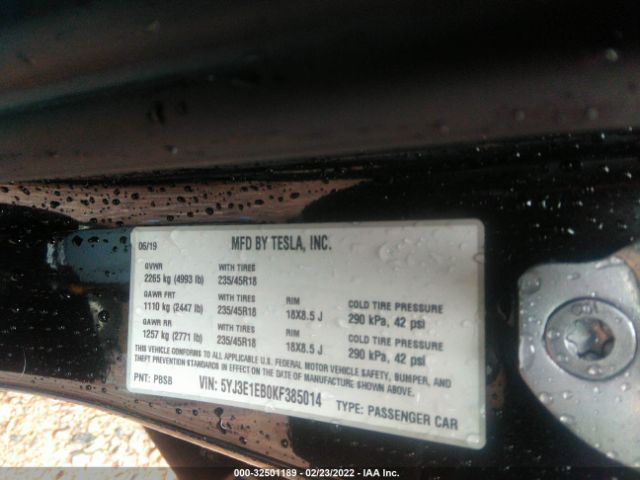 06/19 MFD BY TESLA, INC.
GVWR WITH TIRES
2265 kg (4993 lb) 235/45R18
GAWR FRT WITH TIRES RIM COLD TIRE PRESSURE
1110 kg (2447 lb) 235/45R18 18X8.5 J 290 kPa, 42 psi
GAWR RR WITH TIRES RIM COLD TIRE PRESSURE
1257 kg (2771 lb) 235/45R18 18X8.5 J 290 kPa, 42 psi
THIS VEHICLE CONFORMS TO ALL APPLICABLE U.S. FEDERAL MOTOR VEHICLE SAFETY, BUMPER, AND
THEFT PREVENTION STANDARDS IN EFFECT ON THE DATE OF MANUFACTURE SHOWN ABOVE.
PNT: PBSB VIN: 5YJ3E1EB0KF385014 TYPE: PASSENGER CAR
000-32501189 - 02/23/2022 - IAA Inc.